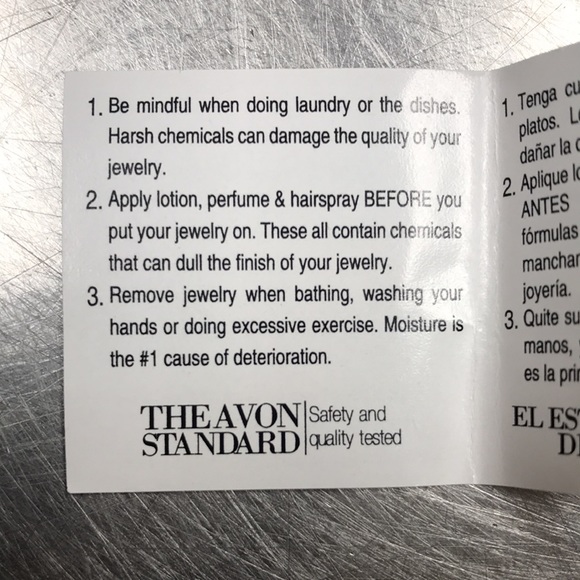 1. Be mindful when doing laundry or the dishes.
Harsh chemicals can damage the quality of your
jewelry.
2. Apply lotion, perfume & hairspray BEFORE you
put your jewelry on. These all contain chemicals
that can dull the finish of your jewelry.
3. Remove jewelry when bathing, washing your
hands or doing excessive exercise. Moisture is
the #1 cause of deterioration.
THE AVON
STANDARD
Safety and
quality tested
1. Tenga
platos.
dañar la
2. Aplique
ANTES
fórmulas
manchar
joyería.
3. Quite
manos,
es la
EL